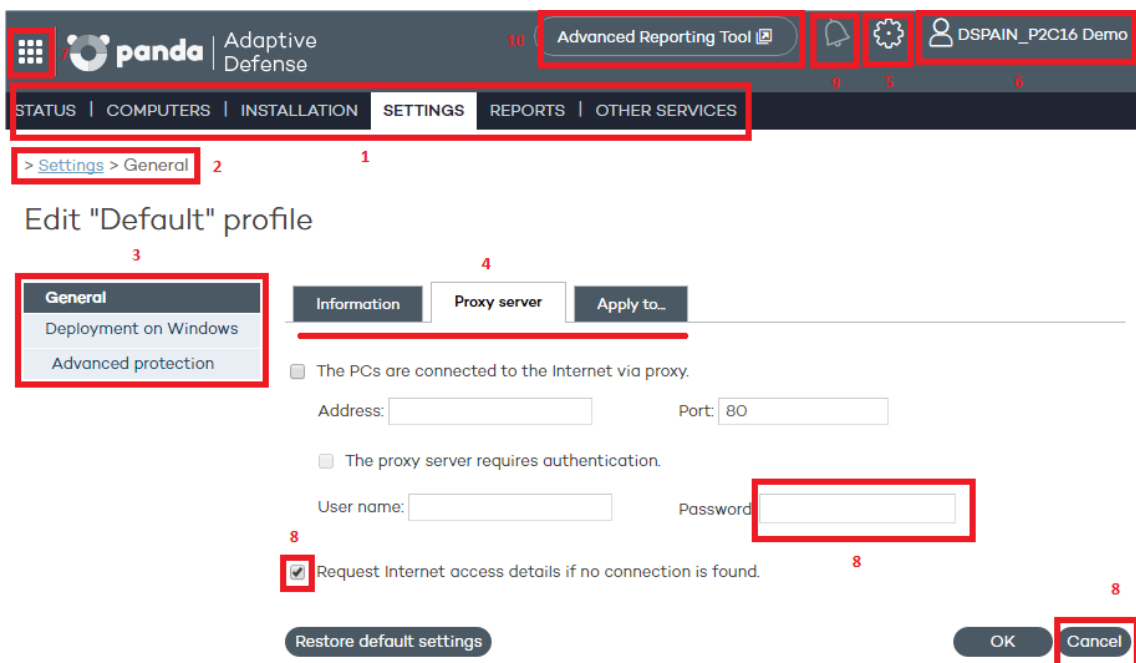 10 Advanced Reporting Tool
DSPAIN_P2C16 Demo
7 panda Adaptive
Defense
9 5 6
STATUS | COMPUTERS | INSTALLATION SETTINGS REPORTS | OTHER SERVICES
1
> Settings > General 2
Edit "Default" profile
3
4
General
Deployment on Windows
Advanced protection
Information Proxy server Apply to...
The PCs are connected to the Internet via proxy.
Address: Port: 80
The proxy server requires authentication.
User name: Password
8
8
Request Internet access details if no connection is found.
8
Restore default settings OK Cancel